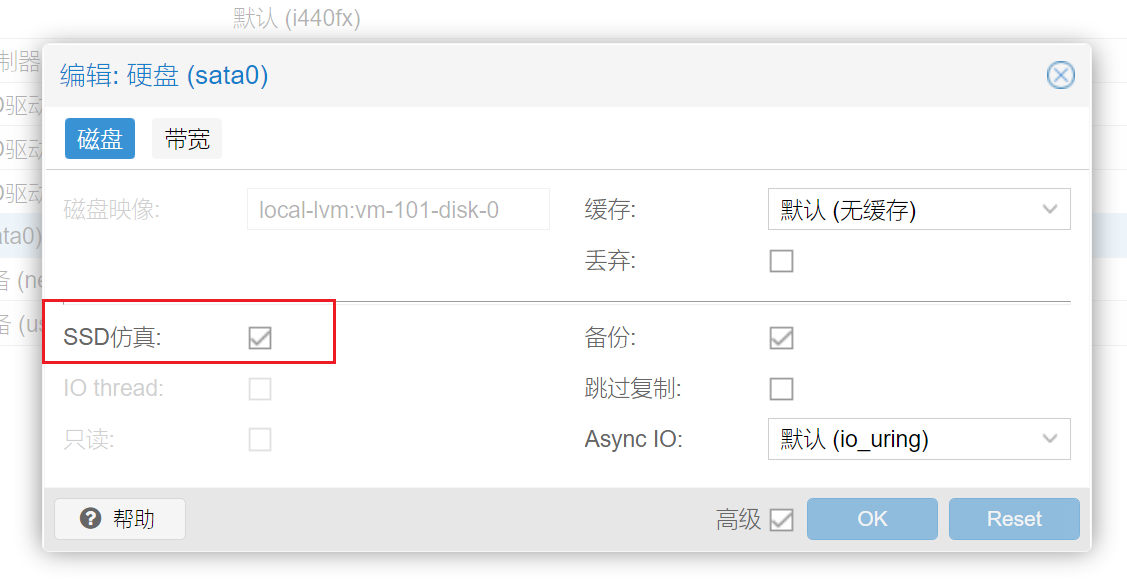 默认 (i440fx)
制器
编辑: 硬盘 (sata0)
磁盘 带宽
驱动
驱动
驱动
磁盘映像: local-lvm:vm-101-disk-0 缓存: 默认 (无缓存)
ata0)
丢弃:
备 (ne
备 (us
SSD仿真: 备份:
IO thread: 跳过复制:
只读: Async IO: 默认 (io_uring)
帮助 高级 OK Reset